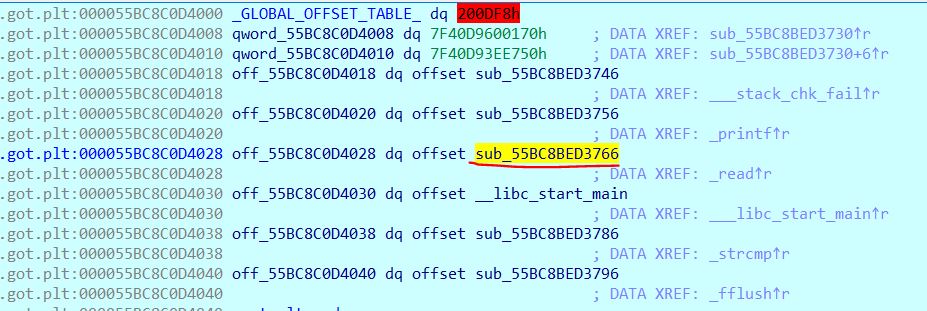 .got.plt:000055BC8C0D4000 _GLOBAL_OFFSET_TABLE_ dq 200DF8h
.got.plt:000055BC8C0D4008 qword_55BC8C0D4008 dq 7F40D9600170h ; DATA XREF: sub_55BC8BED3730↑r
.got.plt:000055BC8C0D4010 qword_55BC8C0D4010 dq 7F40D93EE750h ; DATA XREF: sub_55BC8BED3730+6↑r
.got.plt:000055BC8C0D4018 off_55BC8C0D4018 dq offset sub_55BC8BED3746
.got.plt:000055BC8C0D4018 ; DATA XREF: ___stack_chk_fail↑r
.got.plt:000055BC8C0D4020 off_55BC8C0D4020 dq offset sub_55BC8BED3756
.got.plt:000055BC8C0D4020 ; DATA XREF: _printf↑r
.got.plt:000055BC8C0D4028 off_55BC8C0D4028 dq offset sub_55BC8BED3766
.got.plt:000055BC8C0D4028 ; DATA XREF: _read↑r
.got.plt:000055BC8C0D4030 off_55BC8C0D4030 dq offset __libc_start_main
.got.plt:000055BC8C0D4030 ; DATA XREF: ___libc_start_main↑r
.got.plt:000055BC8C0D4038 off_55BC8C0D4038 dq offset sub_55BC8BED3786
.got.plt:000055BC8C0D4038 ; DATA XREF: _strcmp↑r
.got.plt:000055BC8C0D4040 off_55BC8C0D4040 dq offset sub_55BC8BED3796
.got.plt:000055BC8C0D4040 ; DATA XREF: _fflush↑r